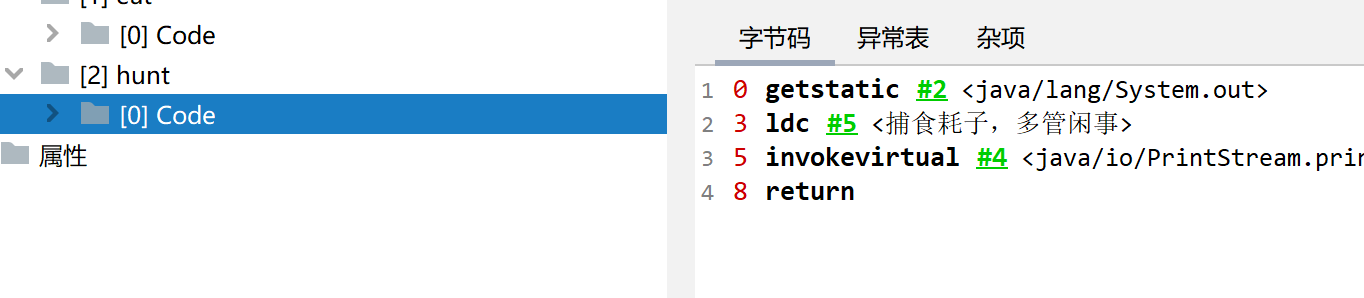 [0] Code
[2] hunt
[0] Code
属性
字节码 异常表 杂项
1 0 getstatic #2 <java/lang/System.out>
2 3 ldc #5 <捕食耗子，多管闲事>
3 5 invokevirtual #4 <java/io/PrintStream.prin
4 8 return